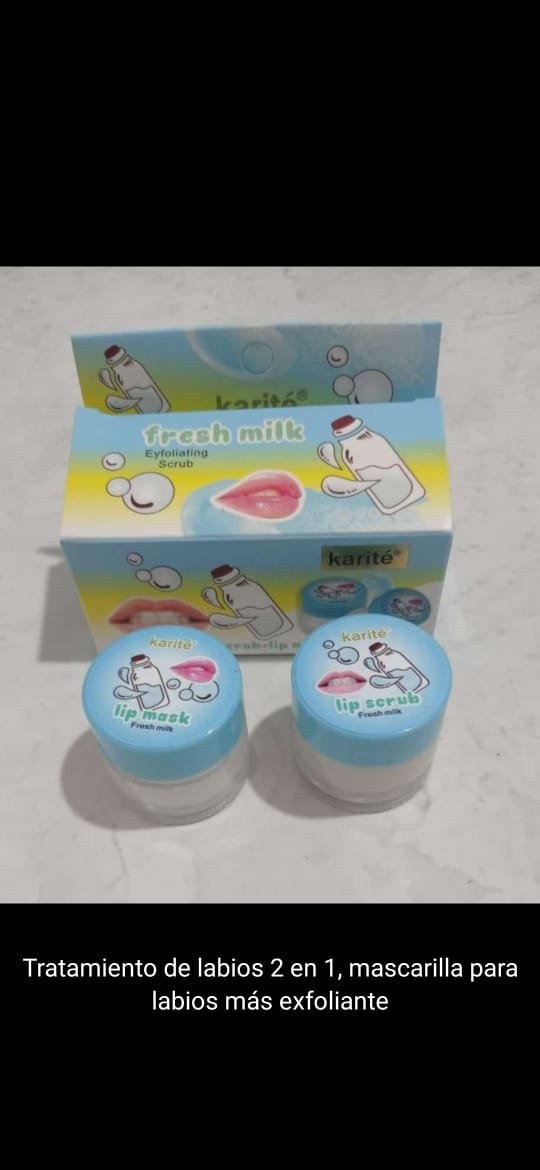 karité®
fresh milk
Eyfoliating
Scrub
karité®
karité
lip mask
Fresh milk
karité
lip scrub
Fresh milk
Tratamiento de labios 2 en 1, mascarilla para
labios más exfoliante